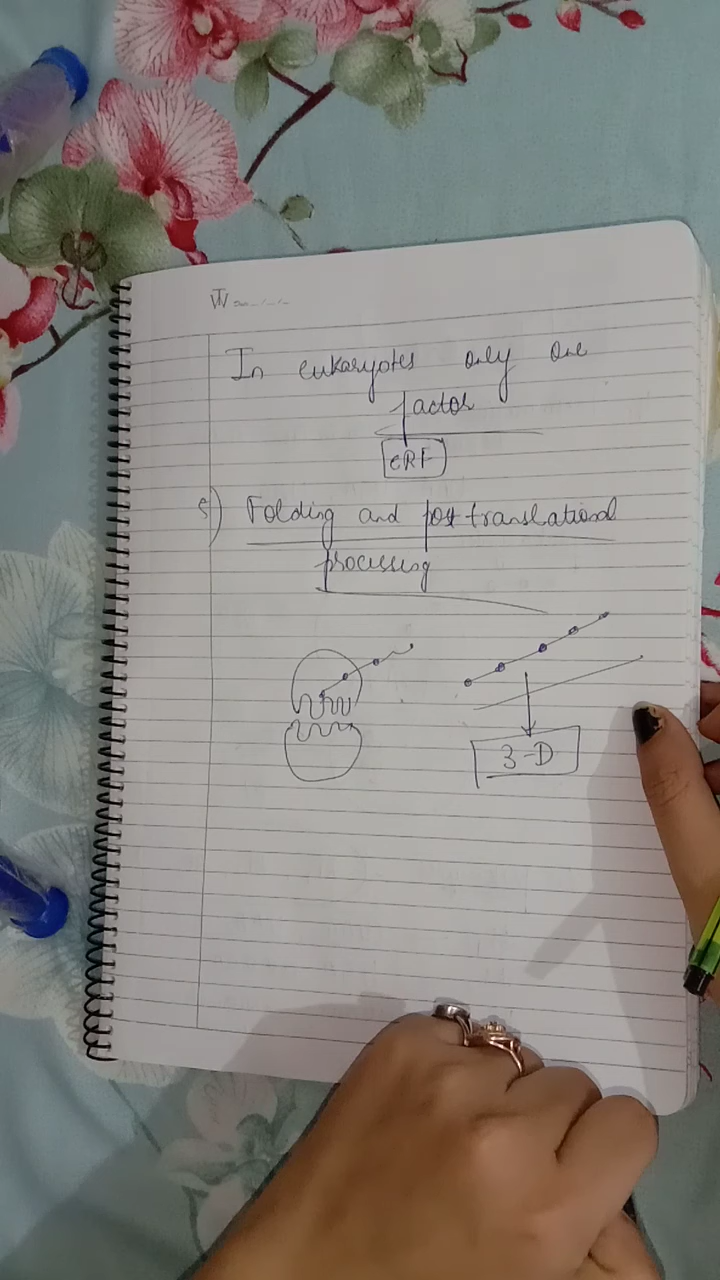 In eukaryotes only one
factor
eRF
5) Folding and post translational
processing
3-D